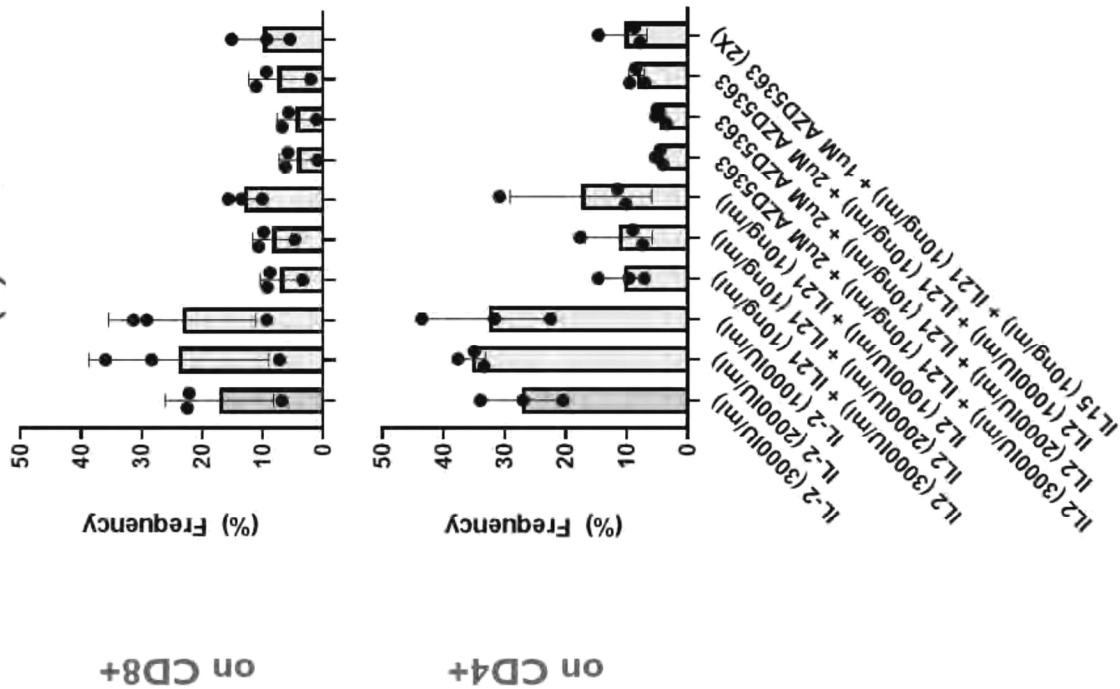 on CD8+
(%) Frequency
50
40
30
20
10
0
on CD4+
(%) Frequency
50
40
30
20
10
0
IL-2 (3000IU/ml)
IL-2 (2000IU/ml)
IL-2 (1000IU/ml)
IL2 (3000IU/ml) + IL21 (10ng/ml)
IL2 (2000IU/ml) + IL21 (10ng/ml)
IL2 (1000IU/ml) + IL21 (10ng/ml)
IL2 (3000IU/ml) + IL21 (10ng/ml) + 2uM AZD5363
IL2 (2000IU/ml) + IL21 (10ng/ml) + 2uM AZD5363
IL2 (1000IU/ml) + IL21 (10ng/ml) + 2uM AZD5363
IL15 (10ng/ml) + IL21 (10ng/ml) + 1uM AZD5363 (2X)